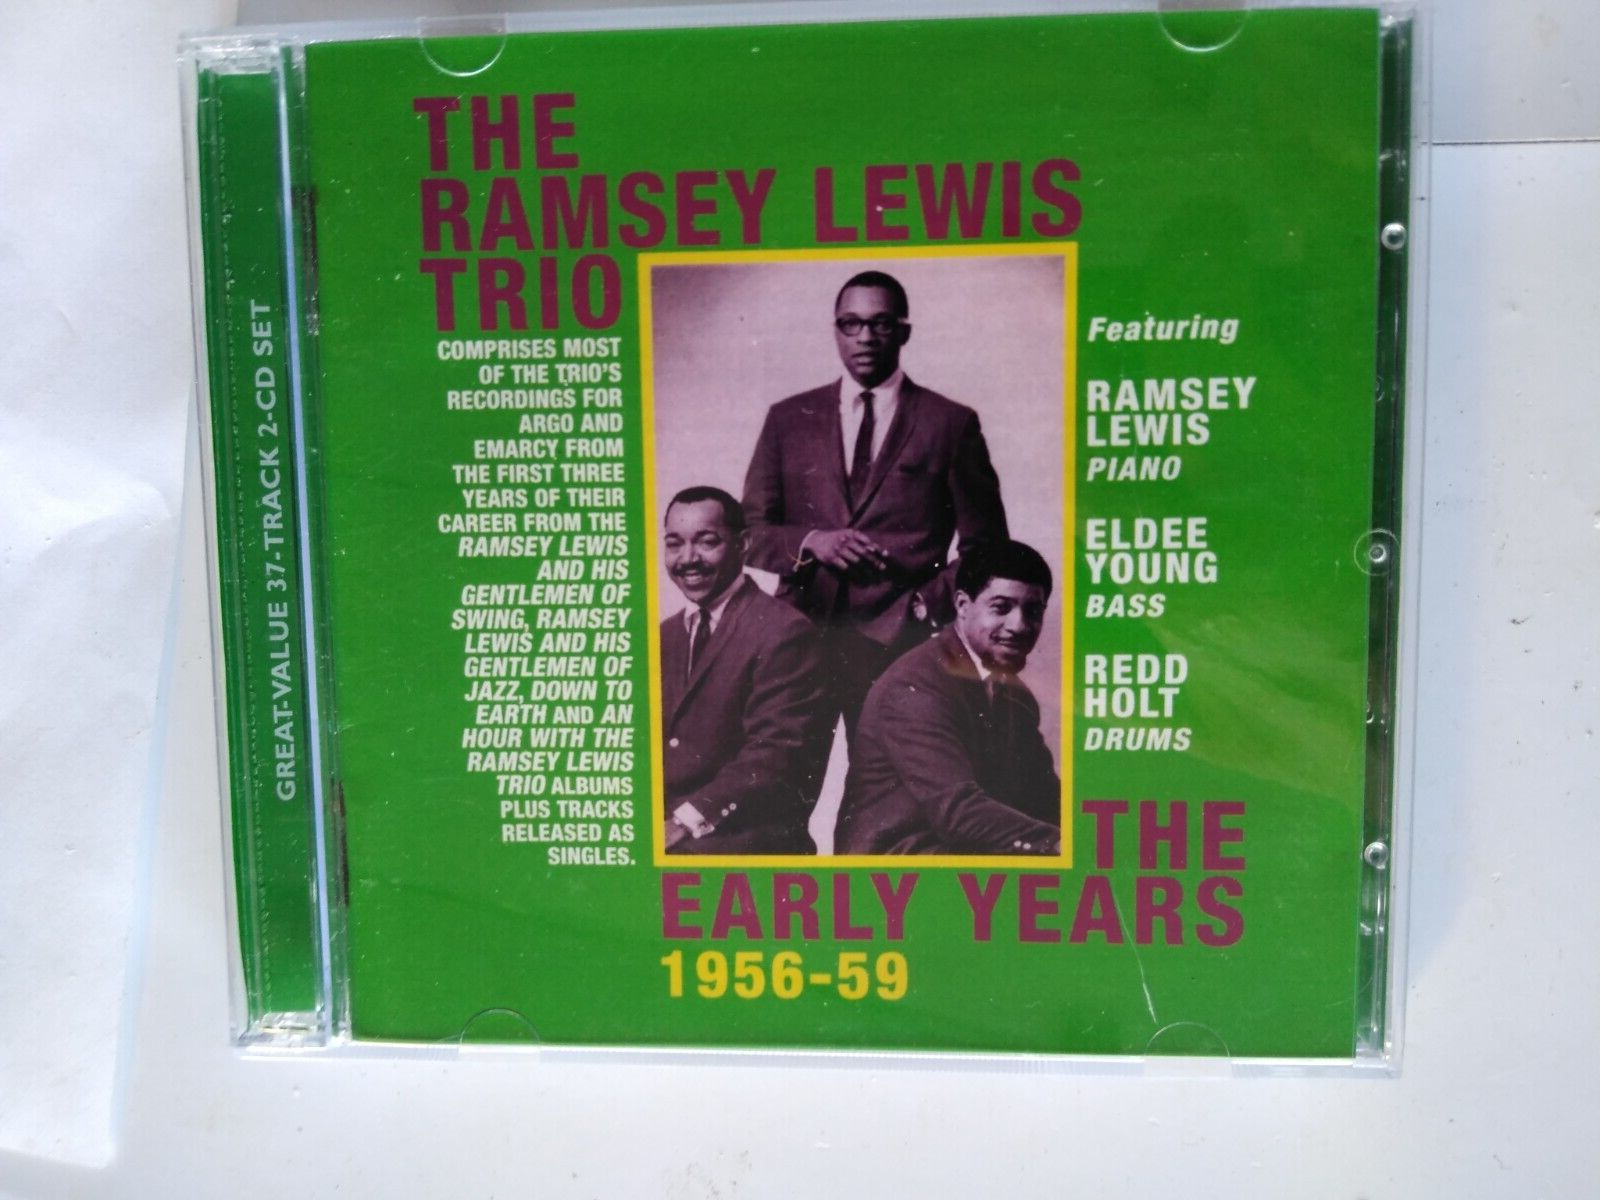 GREAT-VALUE 37-TRACK 2-CD SET
THE
RAMSEY LEWIS
TRIO
COMPRISES MOST
OF THE TRIO'S
RECORDINGS FOR
ARGO AND
EMARCY FROM
THE FIRST THREE
YEARS OF THEIR
CAREER FROM THE
RAMSEY LEWIS
AND HIS
GENTLEMEN OF
SWING, RAMSEY
LEWIS AND HIS
GENTLEMEN OF
JAZZ, DOWN TO
EARTH AND AN
HOUR WITH THE
RAMSEY LEWIS
TRIO ALBUMS
PLUS TRACKS
RELEASED AS
SINGLES.
Featuring
RAMSEY
LEWIS
PIANO
ELDEE
YOUNG
BASS
REDD
HOLT
DRUMS
THE
EARLY YEARS
1956-59